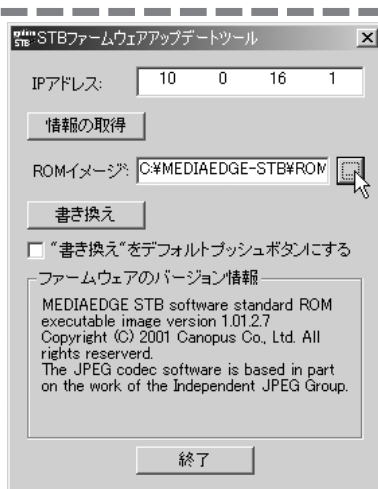 STBファームウェアアップデートツール
IPアドレス: 10 0 16 1
情報の取得
ROMイメージ: C:¥MEDIAEDGE-STB¥ROM ...
書き換え
"書き換え"をデフォルトプッシュボタンにする
ファームウェアのバージョン情報
MEDIAEDGE STB software standard ROM
executable image version 1.01.2.7
Copyright (C) 2001 Canopus Co., Ltd. All
rights reserverd.
The JPEG codec software is based in part
on the work of the Independent JPEG Group.
終了